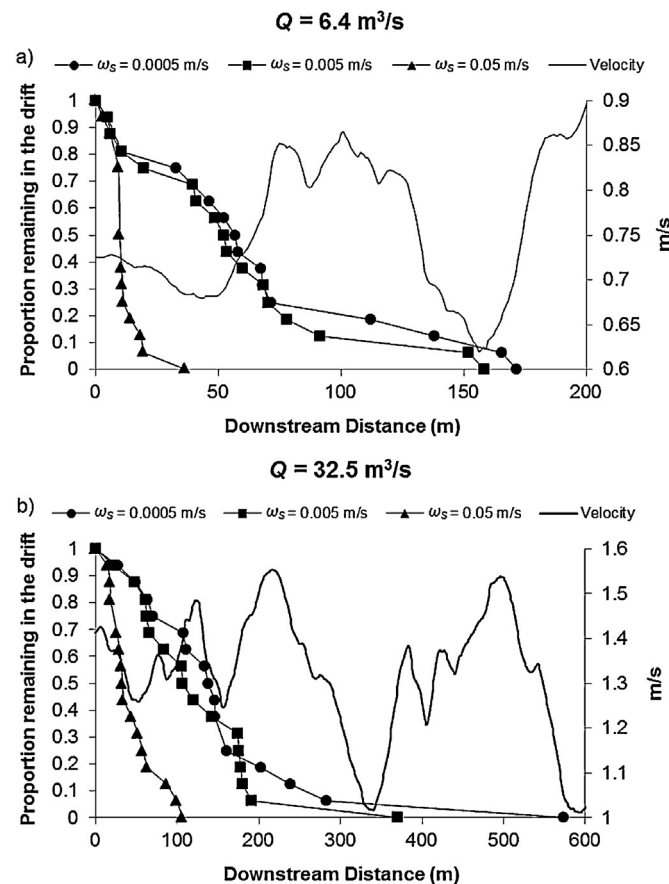 Q = 6.4 m³/s
a)
ωs = 0.0005 m/s ωs = 0.005 m/s ωs = 0.05 m/s Velocity
Proportion remaining in the drift
1
0.9
0.8
0.7
0.6
0.5
0.4
0.3
0.2
0.1
0
0.9
0.85
0.8
0.75
0.7
0.65
0.6
m/s
0 50 100 150 200
Downstream Distance (m)
Q = 32.5 m³/s
b)
ωs = 0.0005 m/s ωs = 0.005 m/s ωs = 0.05 m/s Velocity
Proportion remaining in the drift
1
0.9
0.8
0.7
0.6
0.5
0.4
0.3
0.2
0.1
0
1.6
1.5
1.4
1.3
1.2
1.1
1
m/s
0 100 200 300 400 500 600
Downstream Distance (m)